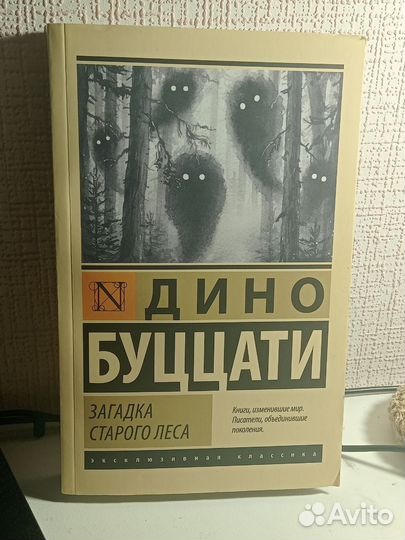 N
ДИНО
БУЦЦАТИ
ЗАГАДКА
СТАРОГО ЛЕСА
Книги, изменившие мир.
Писатели, объединившие
поколения.
эксклюзивная классика
Avito